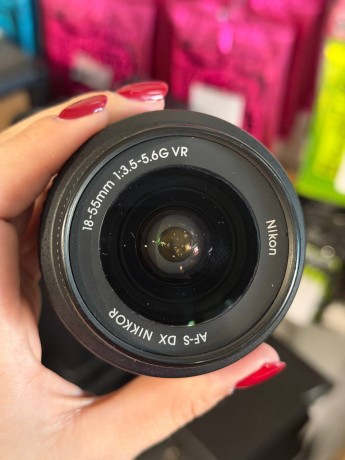 18-55mm 1:3.5-5.6G VR
Nikon
AF-S DX NIKKOR